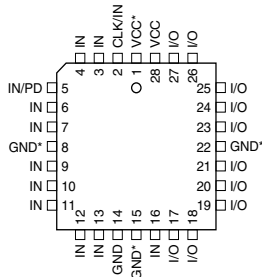 IN
IN
CLK/IN
VCC*
VCC
I/O
I/O
4
3
2
1
28
27
26
IN/PD 5
IN 6
IN 7
GND* 8
IN 9
IN 10
IN 11
25 I/O
24 I/O
23 I/O
22 GND*
21 I/O
20 I/O
19 I/O
12
13
14
15
16
17
18
IN
IN
GND
GND*
IN
I/O
I/O